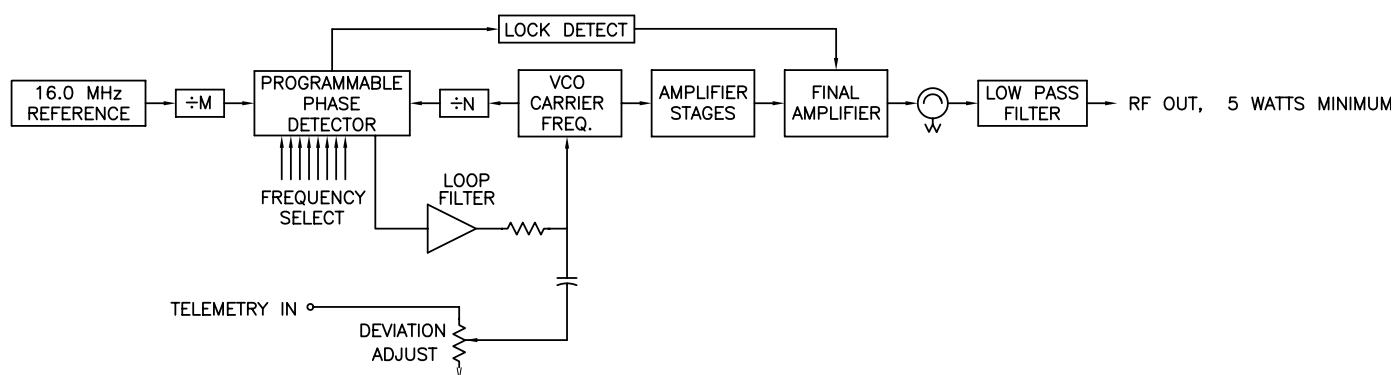 LOCK DETECT
16.0 MHz
REFERENCE
÷M
PROGRAMMABLE
PHASE
DETECTOR
÷N
VCO
CARRIER
FREQ.
AMPLIFIER
STAGES
FINAL
AMPLIFIER
LOW PASS
FILTER
RF OUT, 5 WATTS MINIMUM
FREQUENCY
SELECT
LOOP
FILTER
TELEMETRY IN
DEVIATION
ADJUST